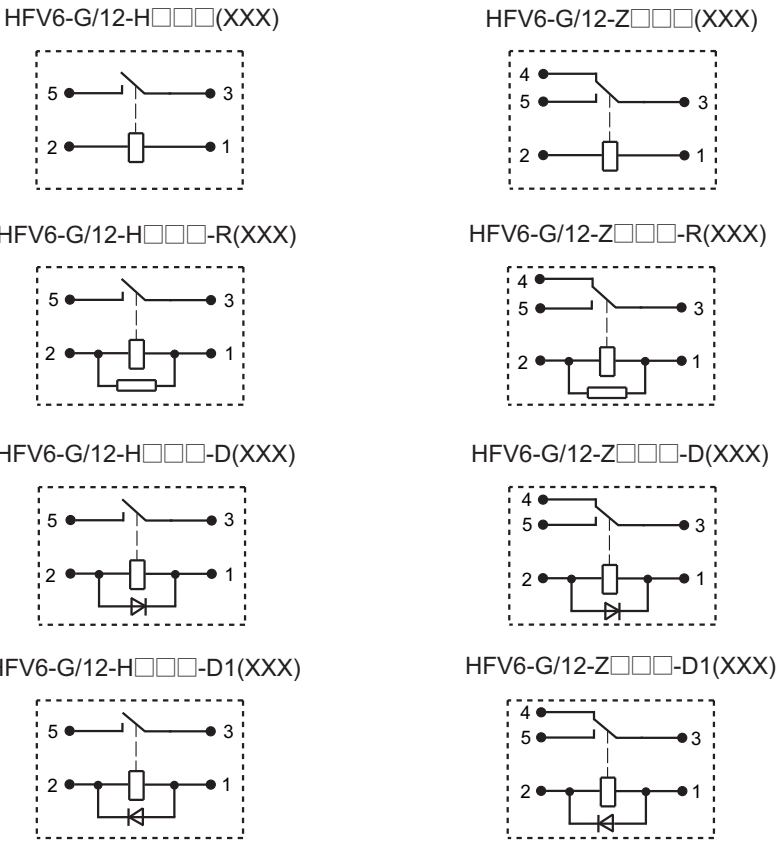 HFV6-G/12-H□□□(XXX)
5 3
2 1
HFV6-G/12-Z□□□(XXX)
4
5 3
2 1
HFV6-G/12-H□□□-R(XXX)
5 3
2 1
HFV6-G/12-Z□□□-R(XXX)
4
5 3
2 1
HFV6-G/12-H□□□-D(XXX)
5 3
2 1
HFV6-G/12-Z□□□-D(XXX)
4
5 3
2 1
HFV6-G/12-H□□□-D1(XXX)
5 3
2 1
HFV6-G/12-Z□□□-D1(XXX)
4
5 3
2 1